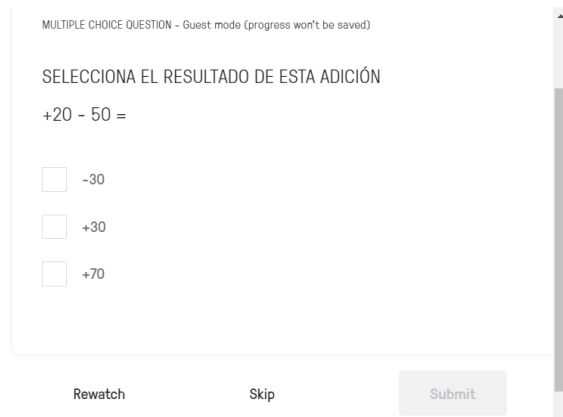 MULTIPLE CHOICE QUESTION - Guest mode (progress won't be saved)
SELECCIONA EL RESULTADO DE ESTA ADICIÓN
+20 - 50 =
-30
+30
+70
Rewatch Skip Submit